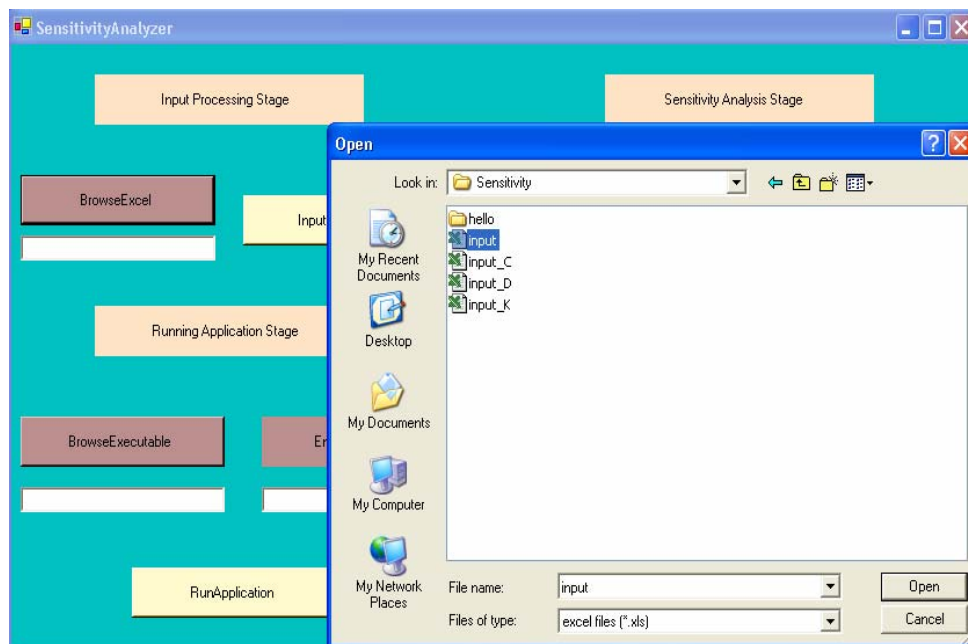 SensitivityAnalyzer
Input Processing Stage
Sensitivity Analysis Stage
BrowseExcel
Input
Running Application Stage
BrowseExecutable
RunApplication
Open
Look in:
Sensitivity
My Recent
Documents
Desktop
My Documents
My Computer
My Network
Places
hello
input
input_C
input_D
input_K
File name:
input
Open
Files of type:
excel files (*.xls)
Cancel